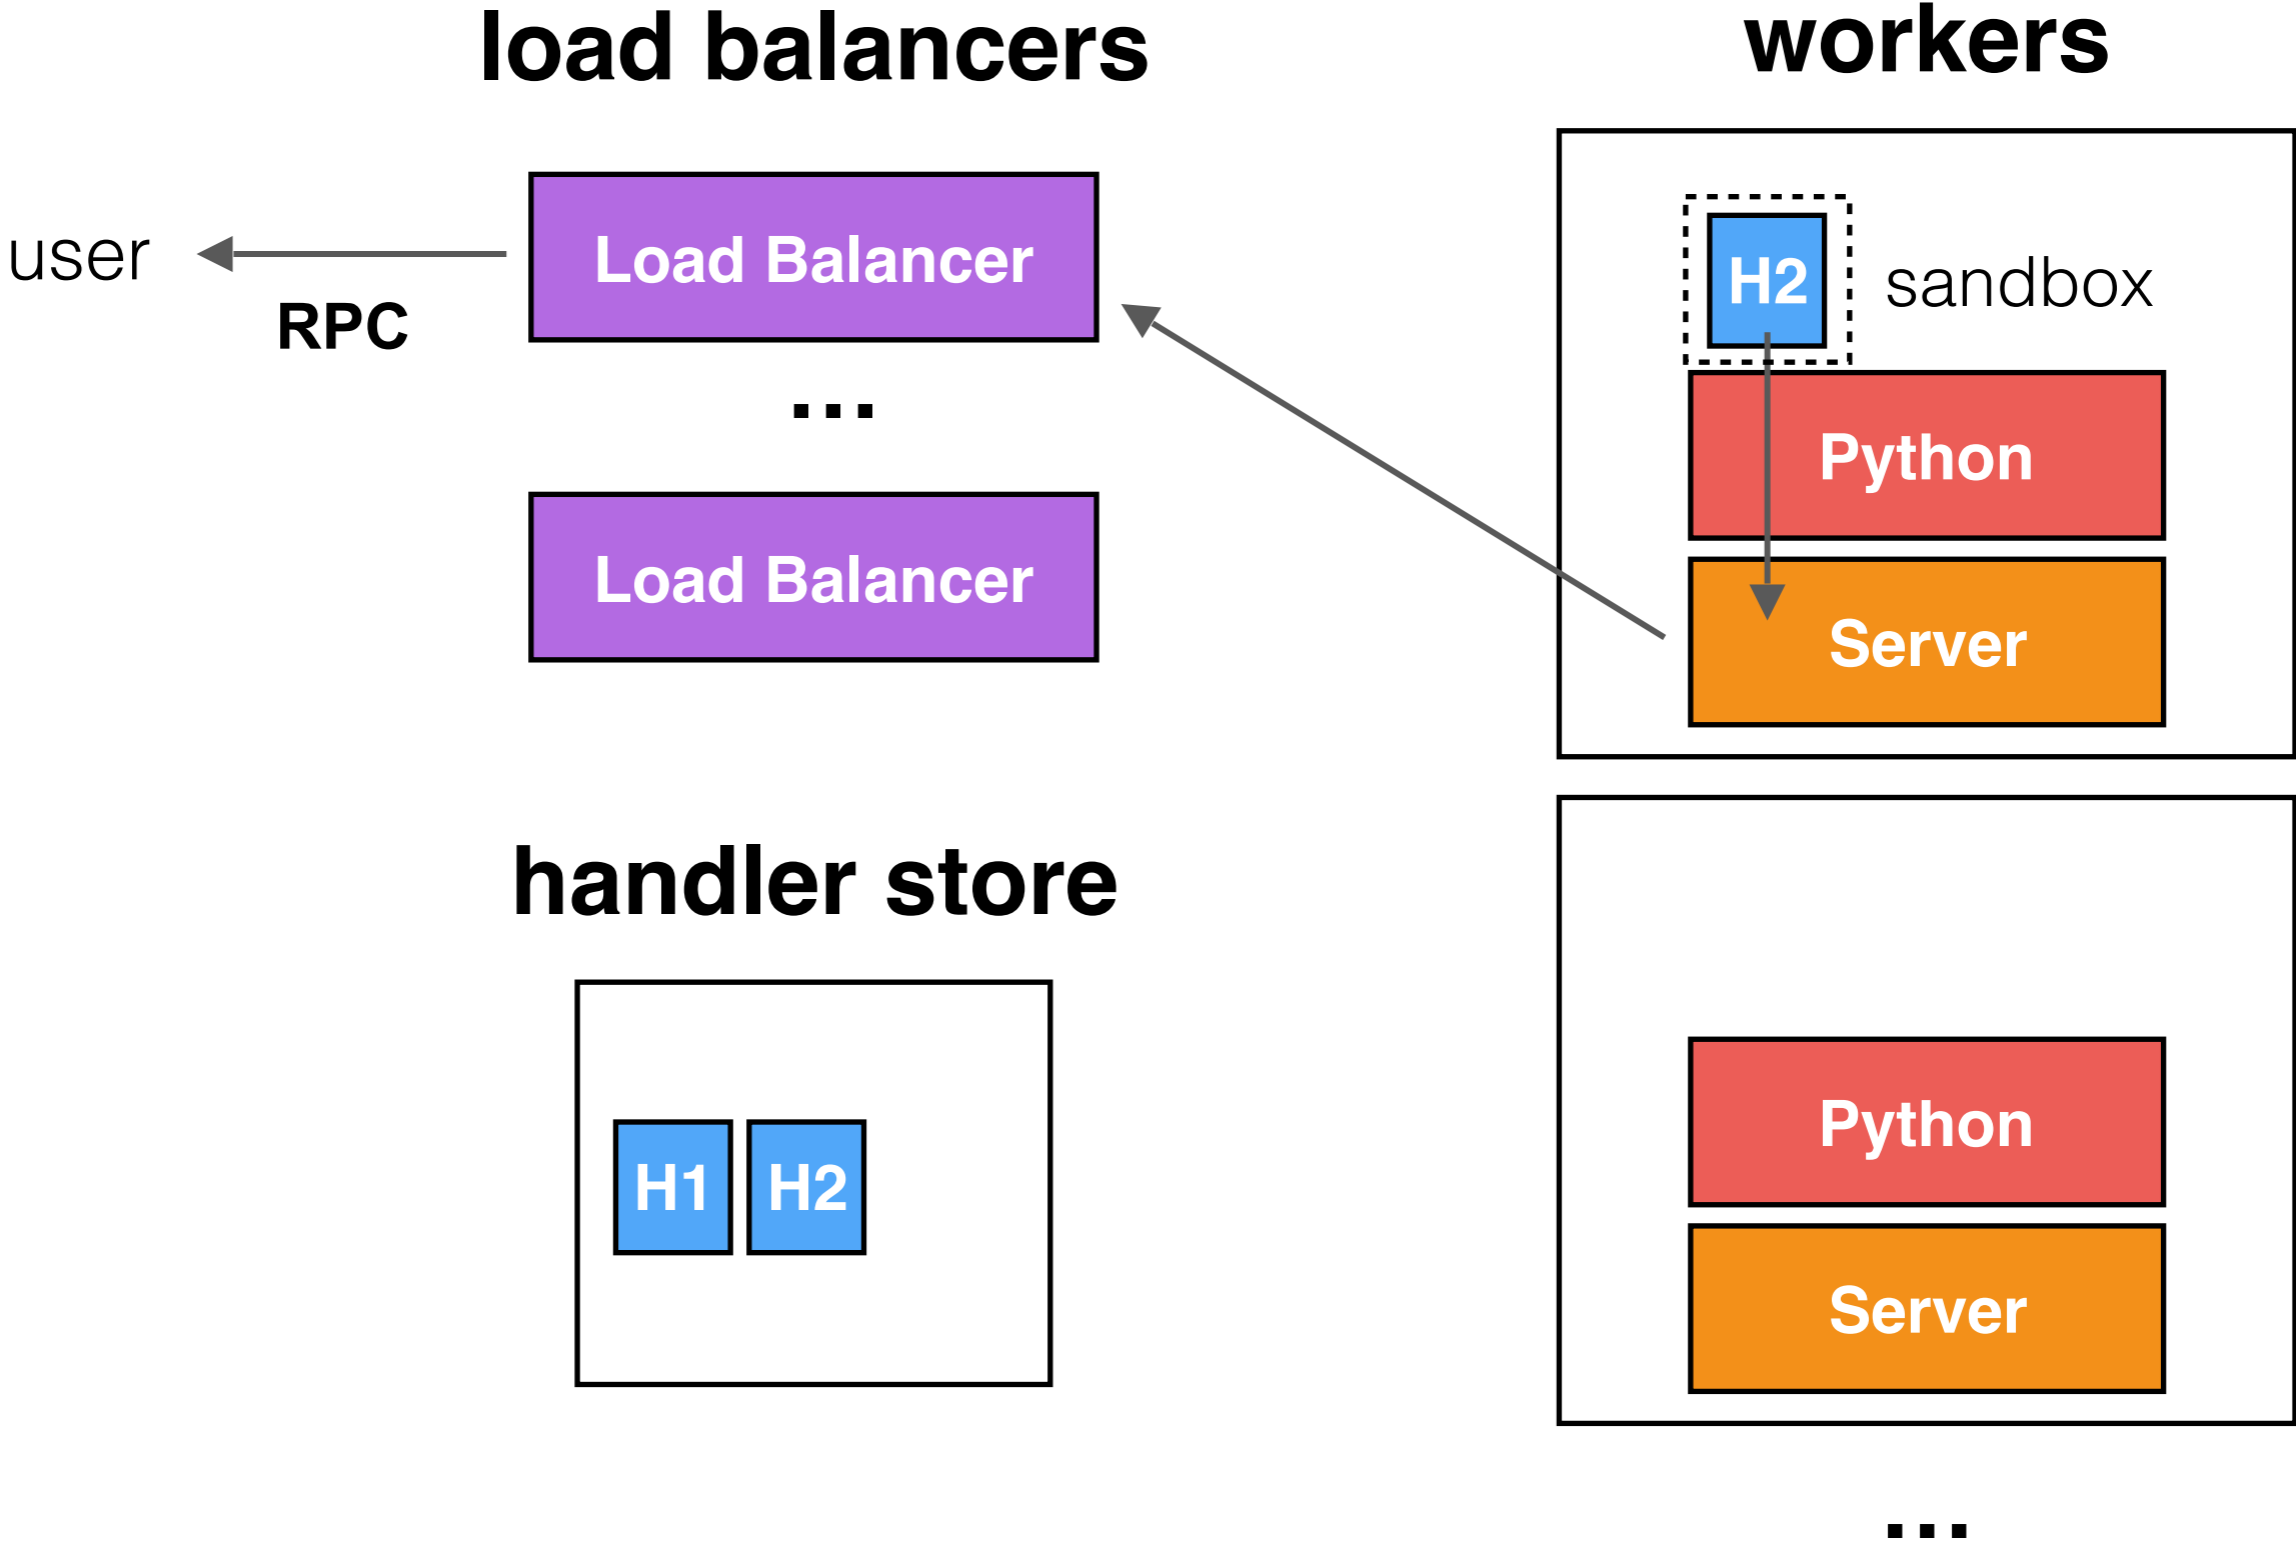 load balancers
workers
user
RPC
Load Balancer
...
Load Balancer
H2
sandbox
Python
Server
handler store
H1
H2
Python
Server
...